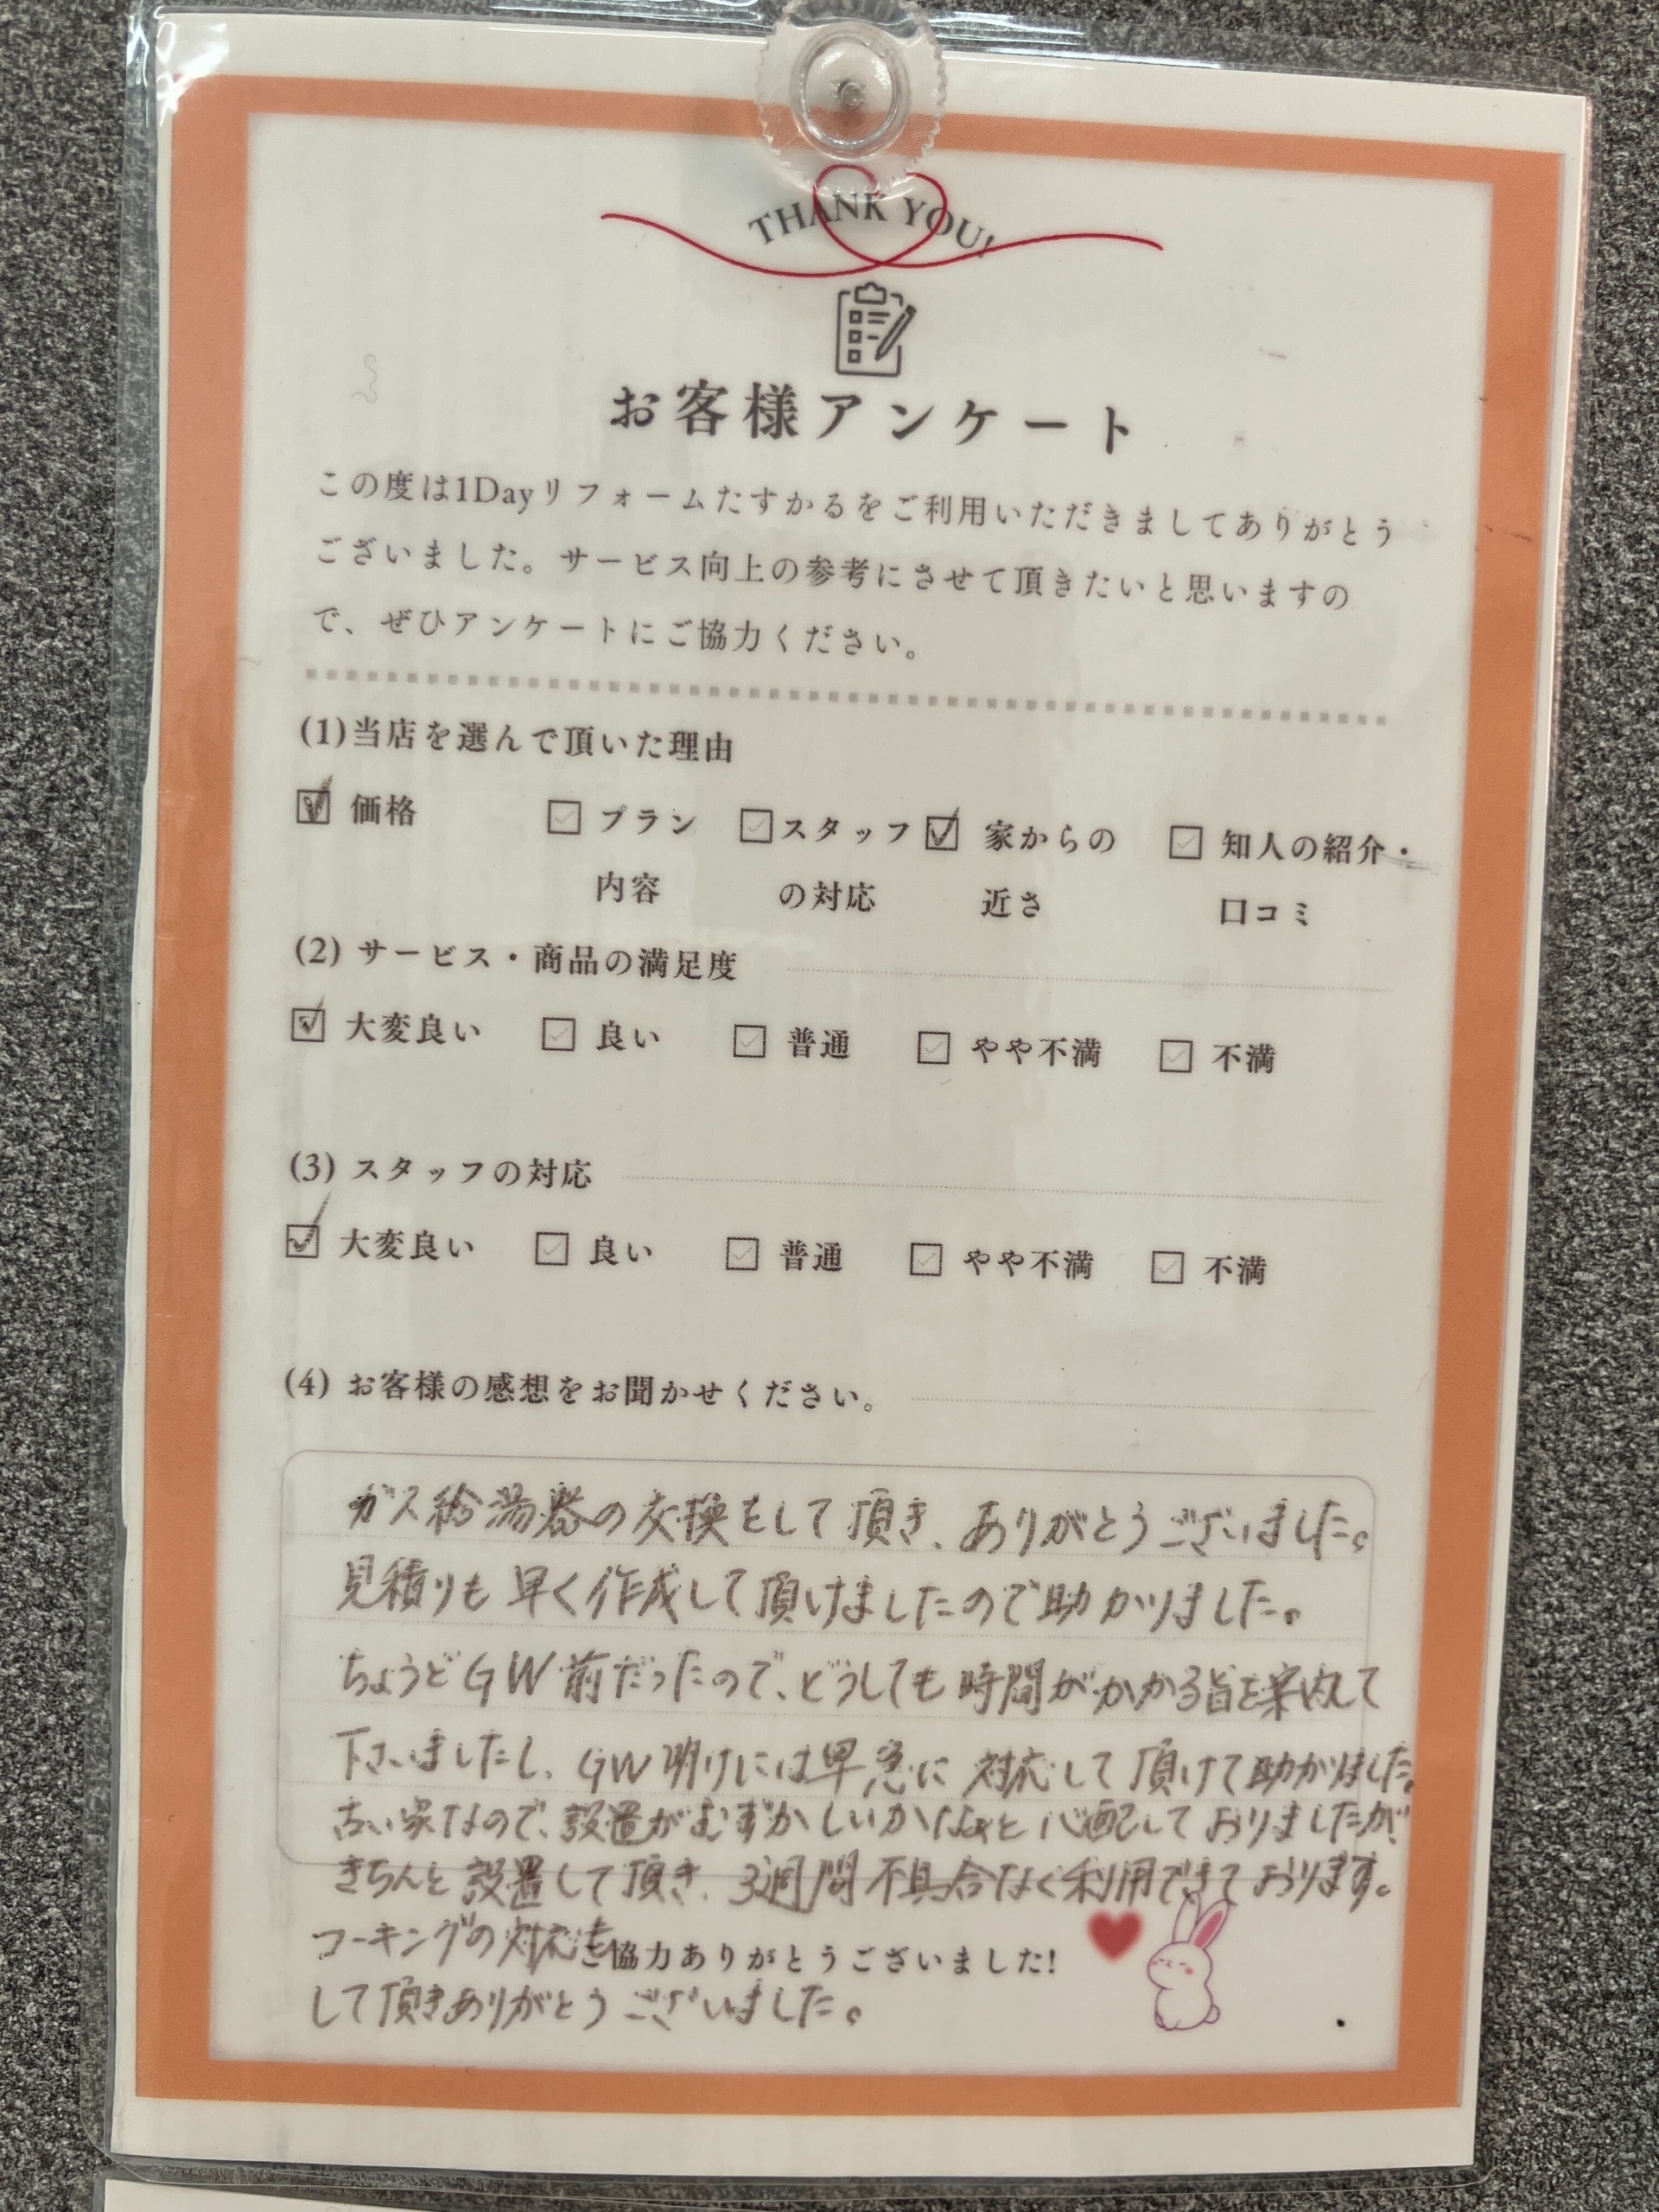 THANK YOU!
お客様アンケート
この度は1Dayリフォームたすかるをご利用いただきましてありがとう
ございました。サービス向上の参考にさせて頂きたいと思いますの
で、ぜひアンケートにご協力ください。
(1)当店を選んで頂いた理由
価格 プラン スタッフ 家からの 知人の紹介・
内容 の対応 近さ 口コミ
(2) サービス・商品の満足度
大変良い 良い 普通 やや不満 不満
(3) スタッフの対応
大変良い 良い 普通 やや不満 不満
(4) お客様の感想をお聞かせください。
ガス給湯器の交換をして頂き、ありがとうございました。
見積りも早く作成して頂けましたので助かりました。
ちょうどGW前だったので、どうしても時間がかかる旨を案内して
下さいましたし、GW明けには早急に対応して頂けて助かりました。
古い家なので、設置がむずかしいかなぁと心配しておりましたが、
きちんと設置して頂き、3週間不具合なく利用できております。
コーキングの対応を
ご協力ありがとうございました!
して頂きありがとうございました。